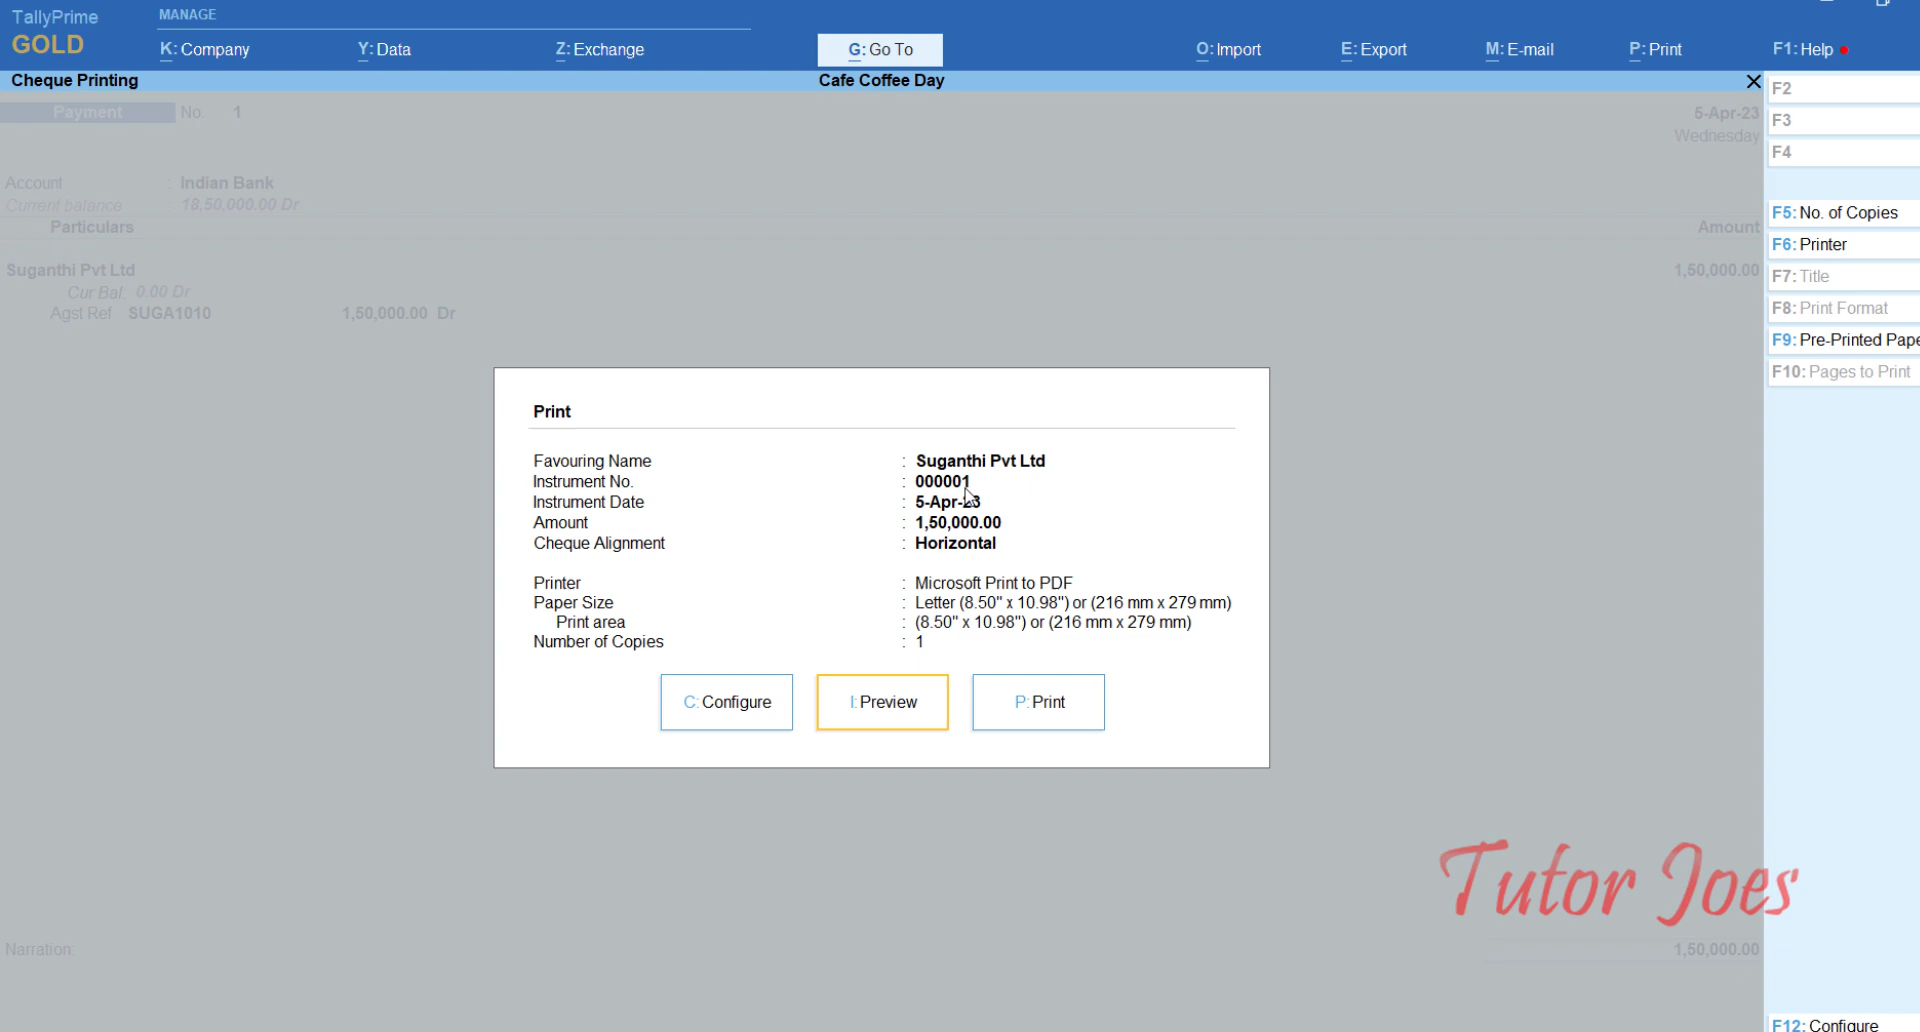 TallyPrime
GOLD
MANAGE
K: Company
Y: Data
Z: Exchange
G: Go To
O: Import
E: Export
M: E-mail
P: Print
F1: Help
Cheque Printing
Cafe Coffee Day
Payment No. 1
5-Apr-23
Wednesday
Account : Indian Bank
Current balance : 18,50,000.00 Dr
Particulars Amount
Suganthi Pvt Ltd 1,50,000.00
Cur Bal: 0.00 Dr
Agst Ref SUGA1010 1,50,000.00 Dr
Print
Favouring Name : Suganthi Pvt Ltd
Instrument No. : 000001
Instrument Date : 5-Apr-23
Amount : 1,50,000.00
Cheque Alignment : Horizontal
Printer : Microsoft Print to PDF
Paper Size : Letter (8.50" x 10.98") or (216 mm x 279 mm)
Print area : (8.50" x 10.98") or (216 mm x 279 mm)
Number of Copies : 1
C: Configure
I: Preview
P: Print
Narration:
1,50,000.00
Tutor Joes
F2
F3
F4
F5: No. of Copies
F6: Printer
F7: Title
F8: Print Format
F9: Pre-Printed Pape
F10: Pages to Print
F12: Configure